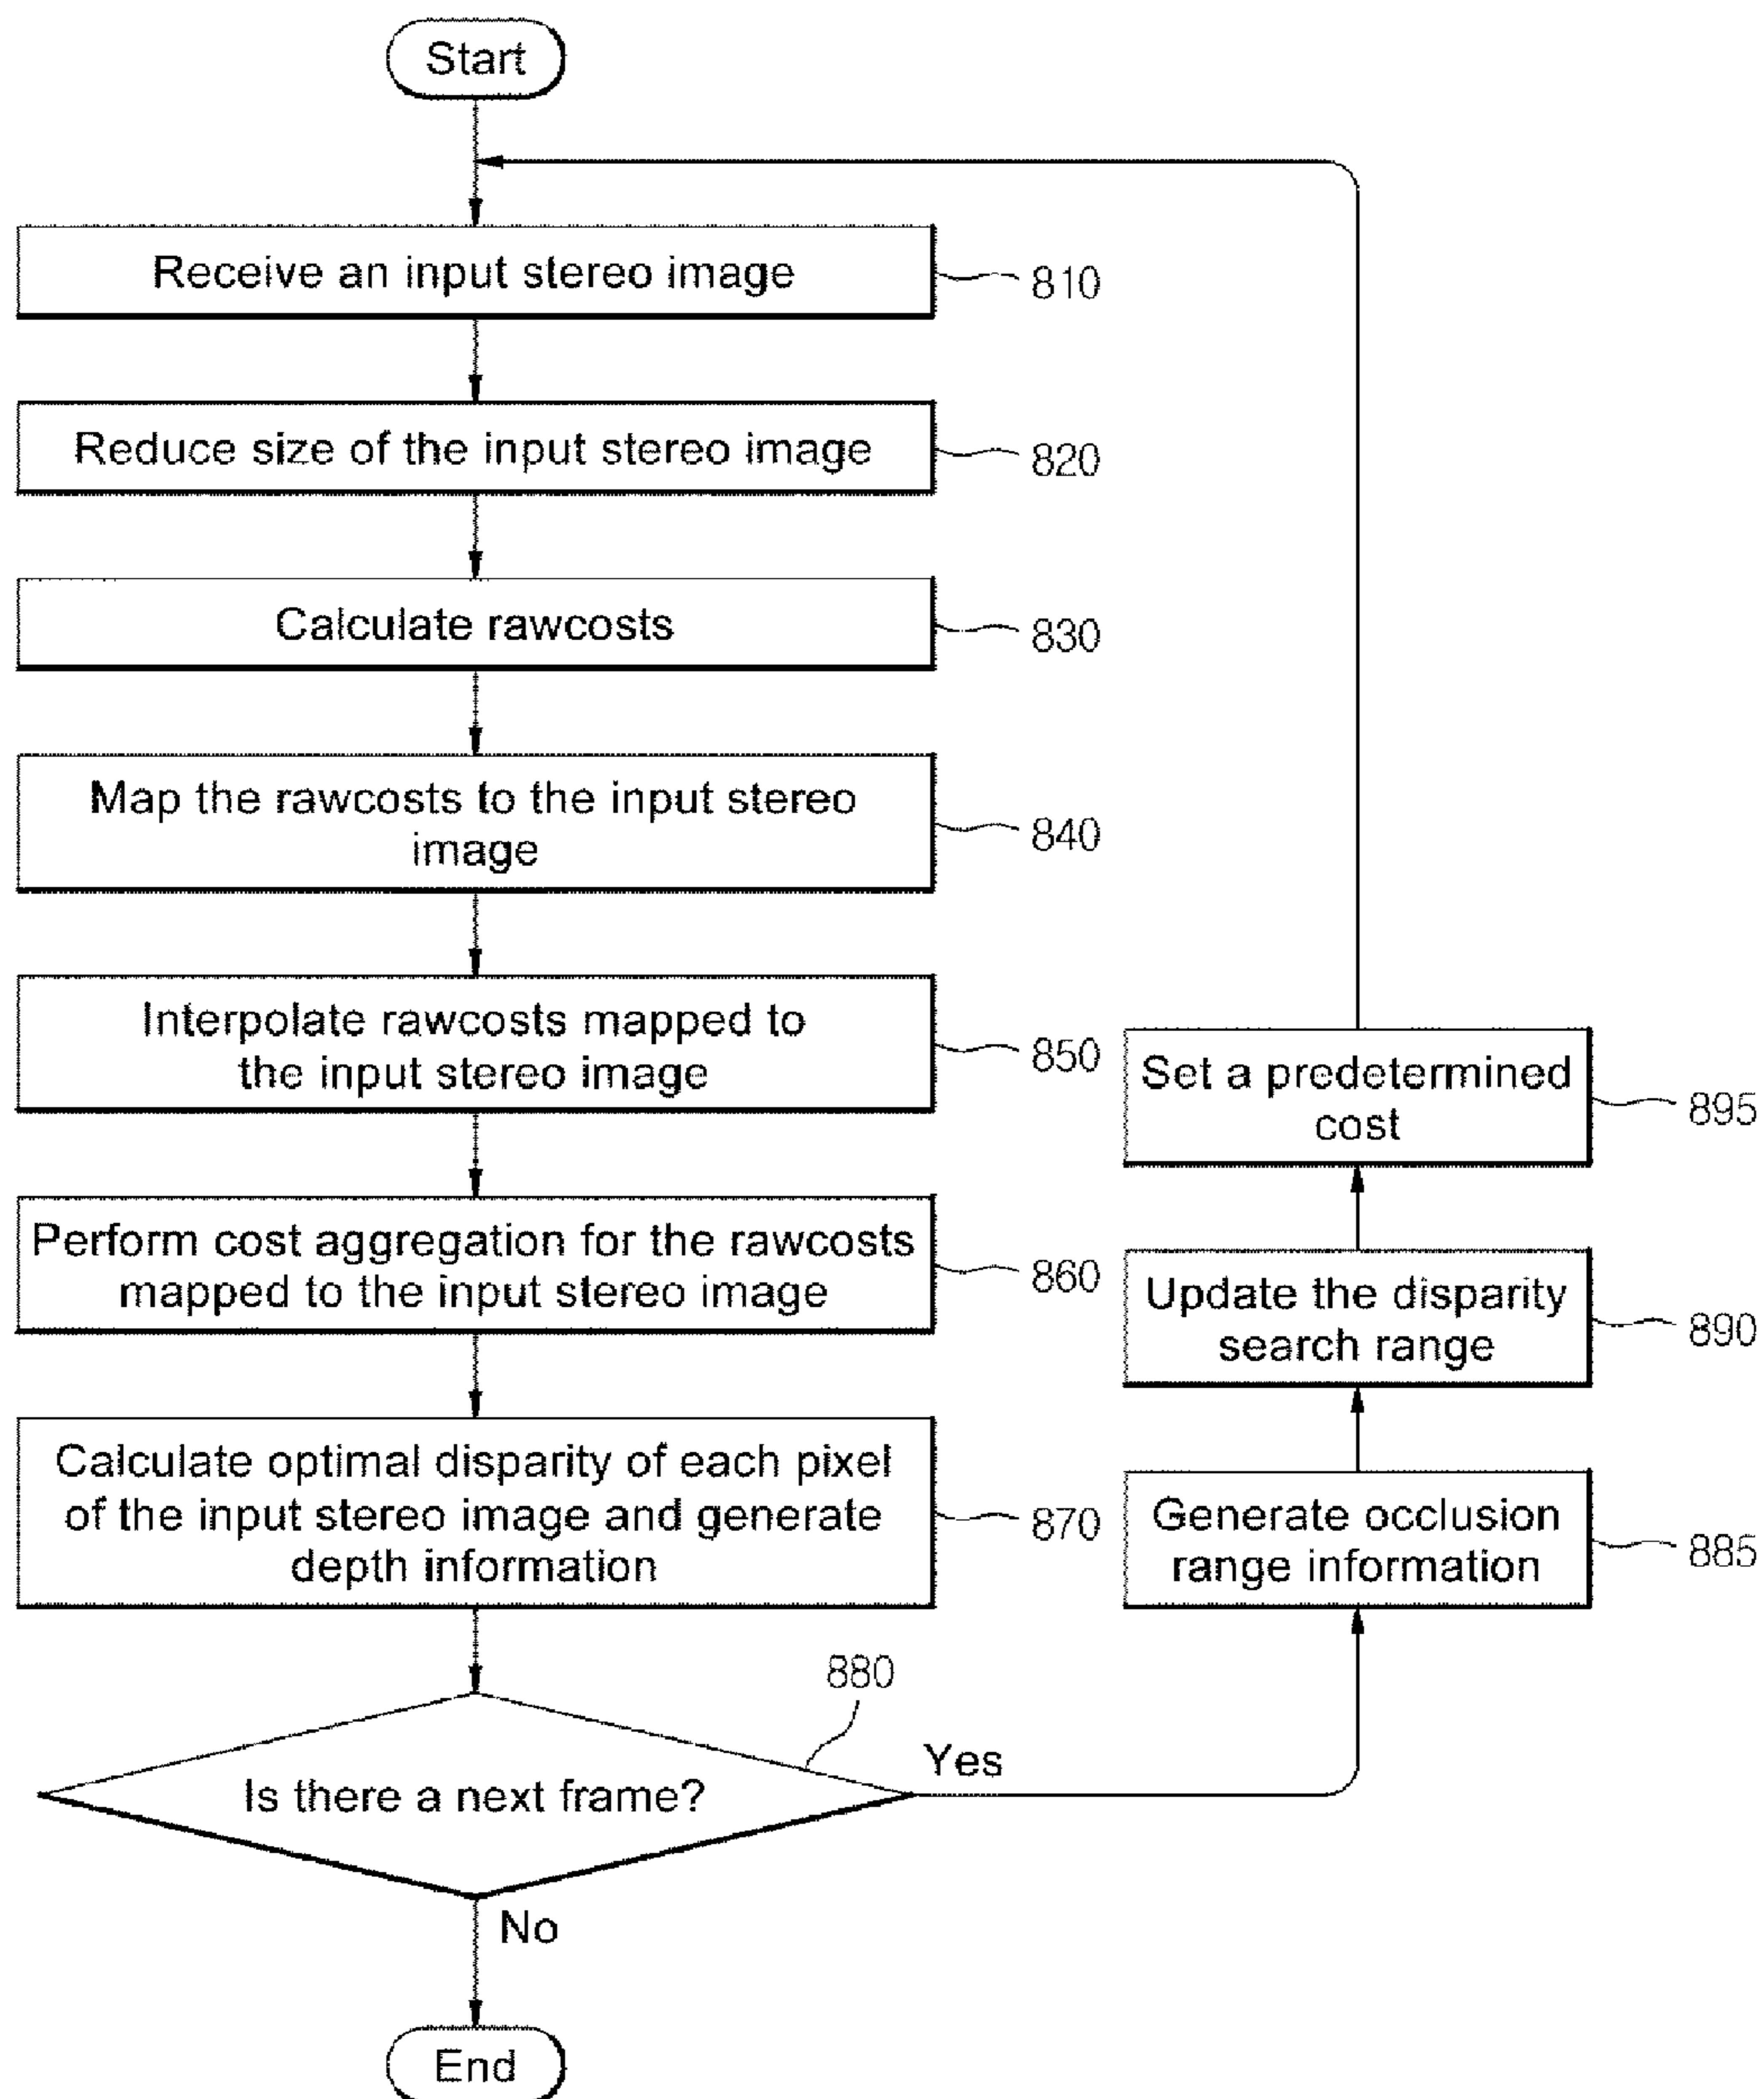 Start
Receive an input stereo image
810
Reduce size of the input stereo image
820
Calculate rawcosts
830
Map the rawcosts to the input stereo
image
840
Interpolate rawcosts mapped to
the input stereo image
850
Perform cost aggregation for the rawcosts
mapped to the input stereo image
860
Calculate optimal disparity of each pixel
of the input stereo image and generate
depth information
870
880
Is there a next frame?
Yes
No
End
Generate occlusion
range information
885
Update the disparity
search range
890
Set a predetermined
cost
895